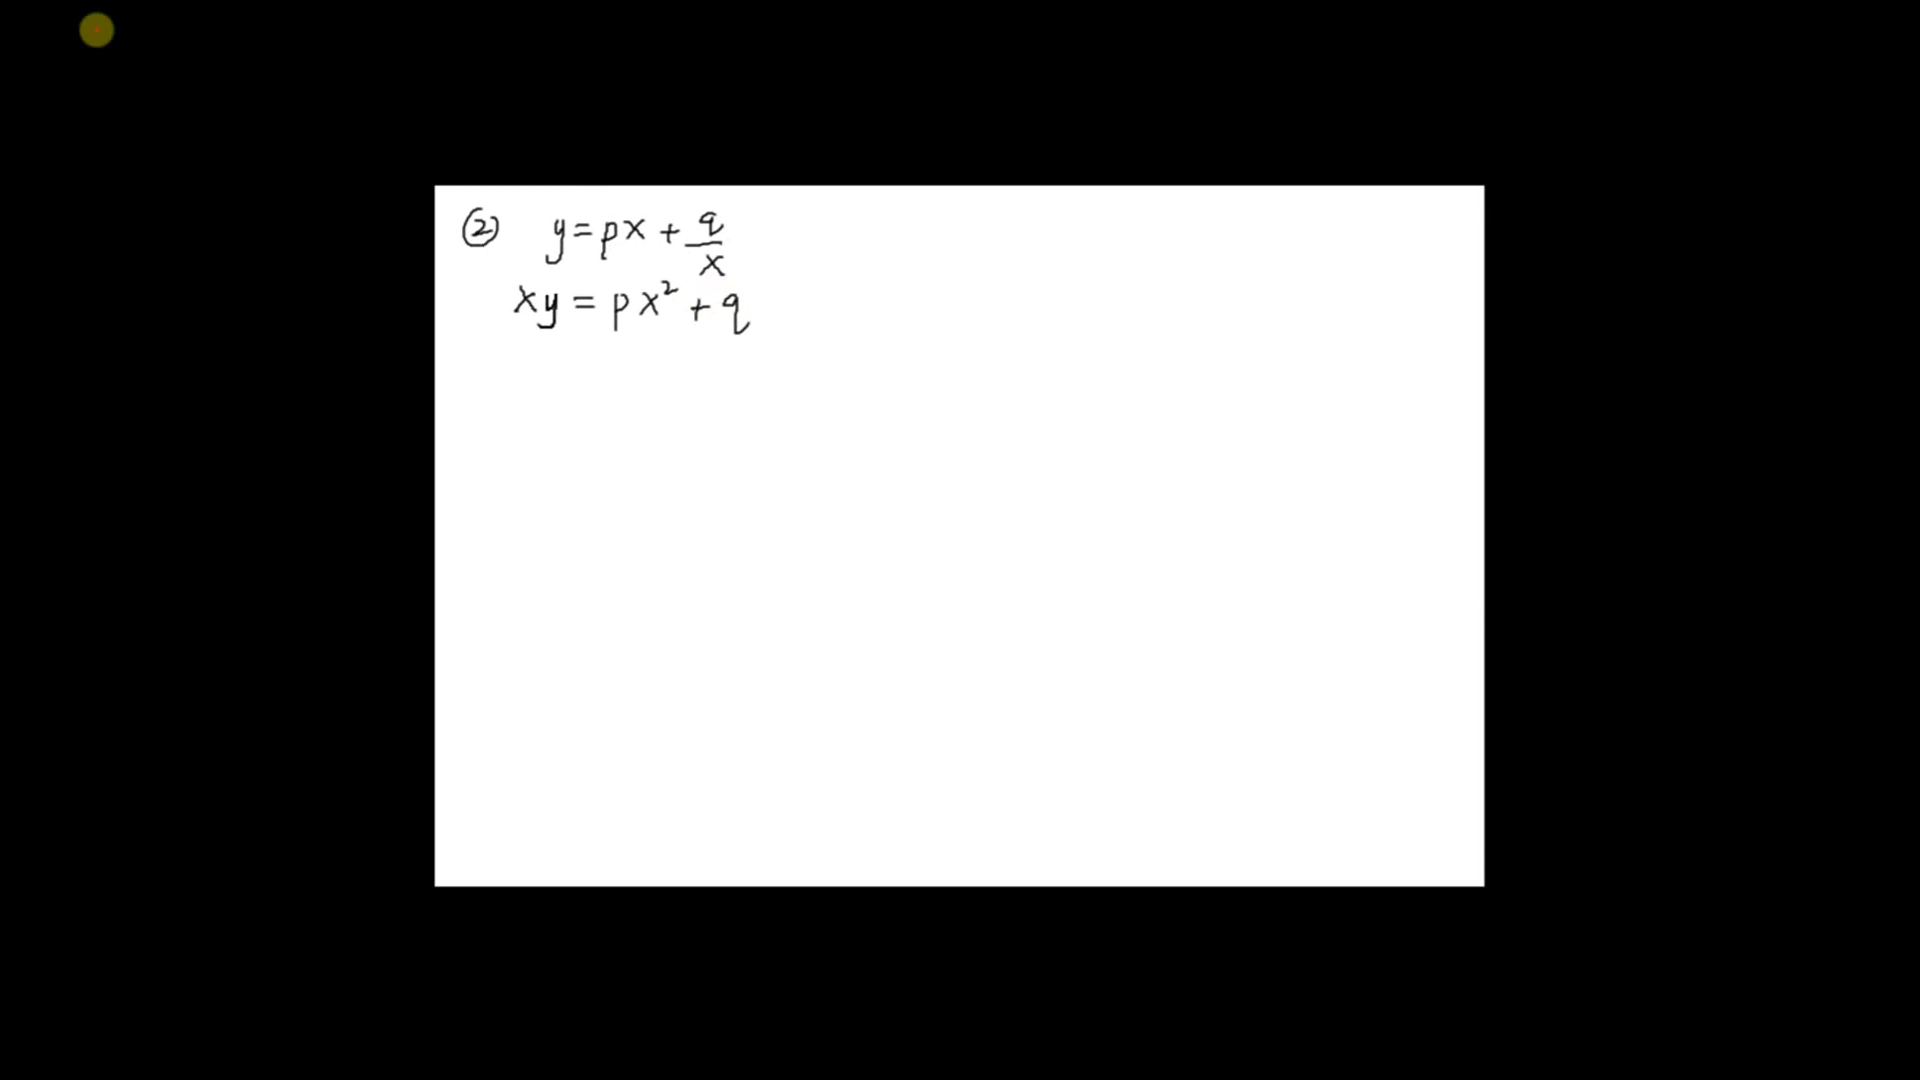 ② y = px + q/x
xy = px² + q